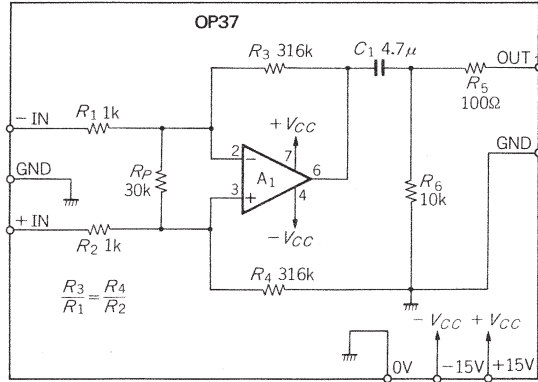 OP37
R3 316k
C1 4.7μ
OUT
R5
100Ω
− IN
R1 1k
+VCC
GND
2
−
7
6
RP
30k
A1
GND
3
+
4
R6
10k
+ IN
−VCC
R2 1k
R4 316k
R3/R1 = R4/R2
− VCC + VCC
0V
−15V
+15V